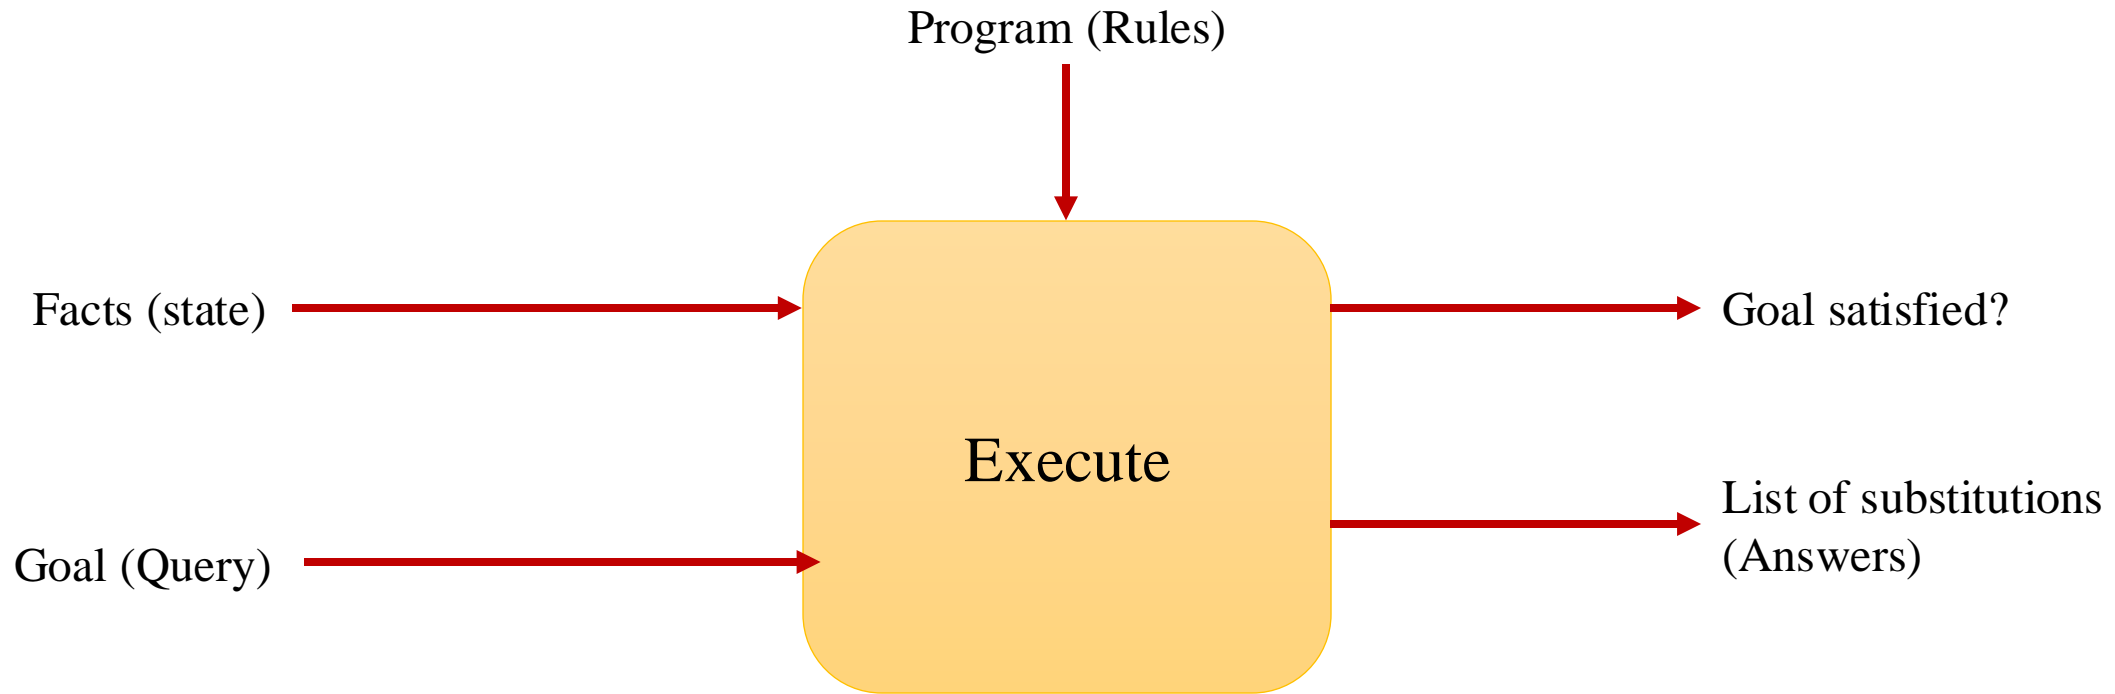 Program (Rules)
Facts (state)
Goal satisfied?
Execute
List of substitutions
(Answers)
Goal (Query)